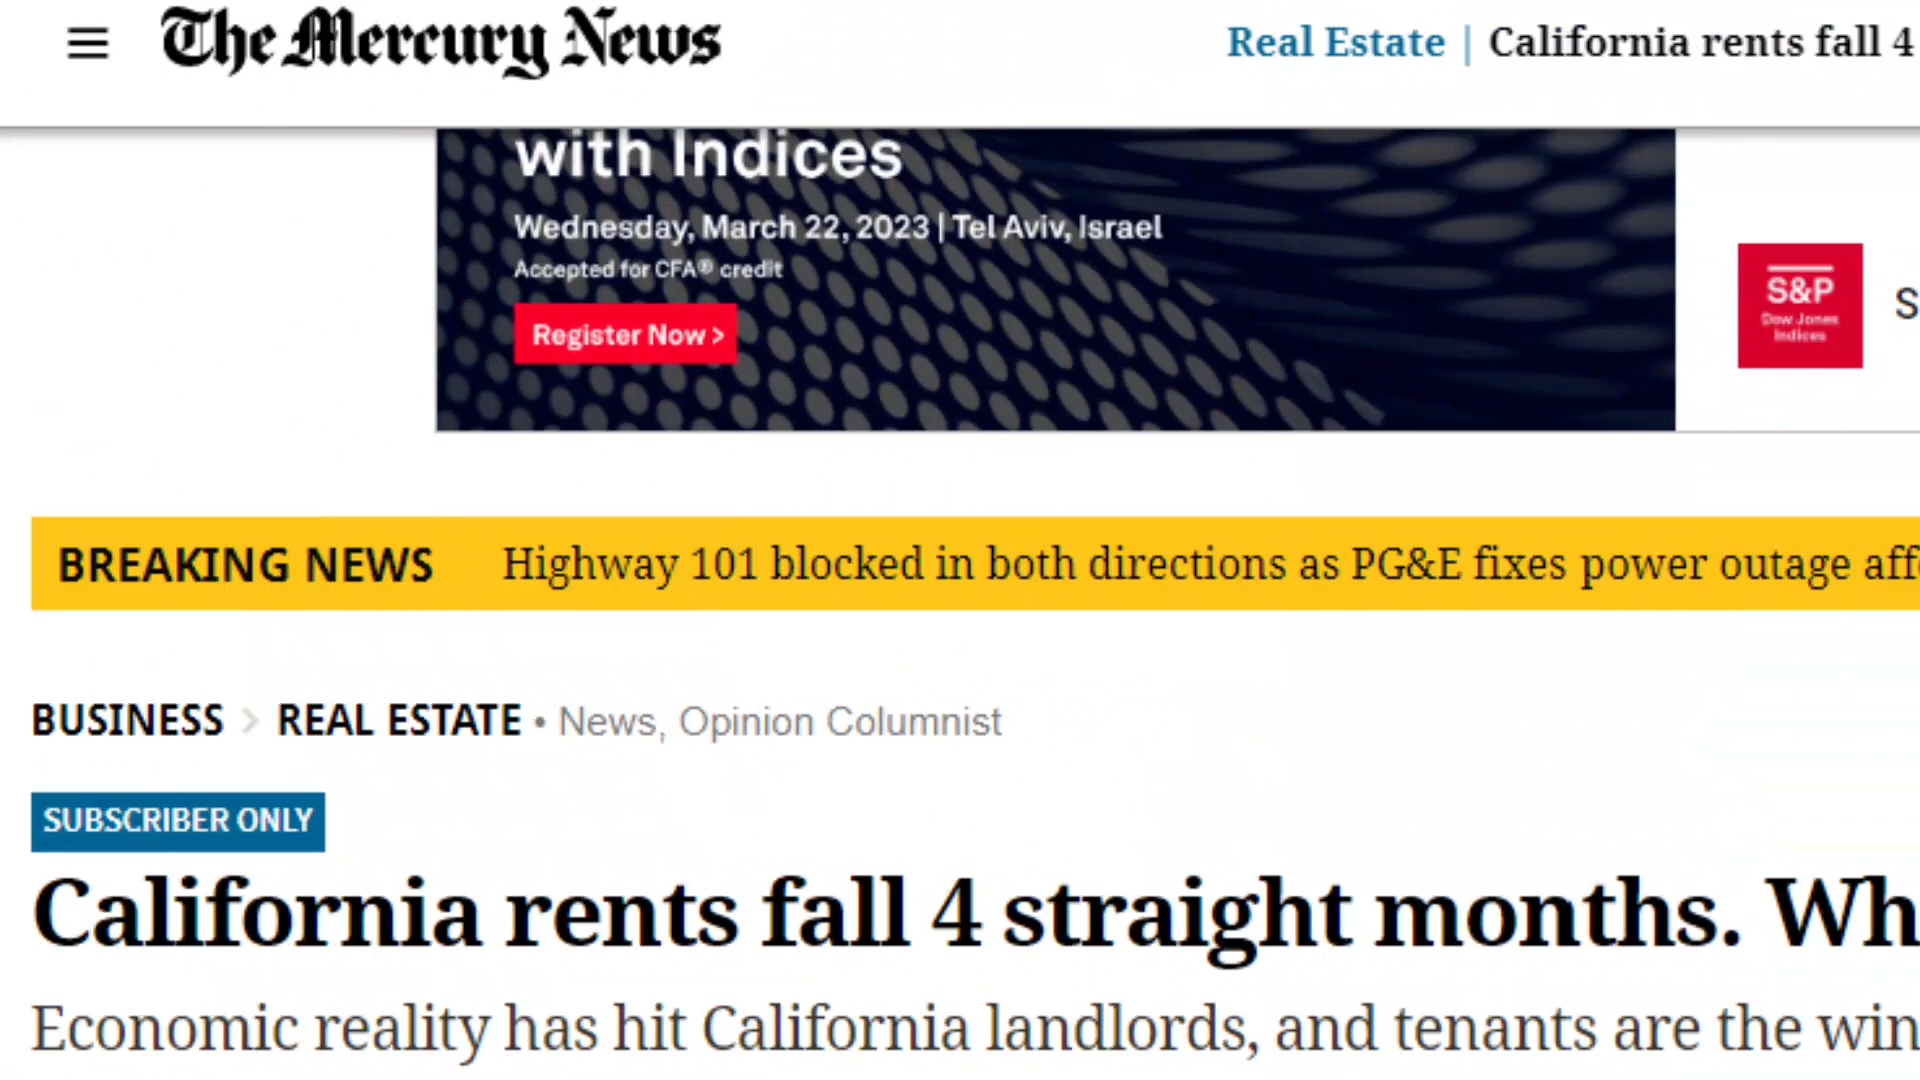 The Mercury News
Real Estate | California rents fall 4
with Indices
Wednesday, March 22, 2023 | Tel Aviv, Israel
Accepted for CFA® credit
Register Now >
S&P
Dow Jones
Indices
S
BREAKING NEWS Highway 101 blocked in both directions as PG&E fixes power outage aff
BUSINESS > REAL ESTATE • News, Opinion Columnist
SUBSCRIBER ONLY
California rents fall 4 straight months. Wh
Economic reality has hit California landlords, and tenants are the win